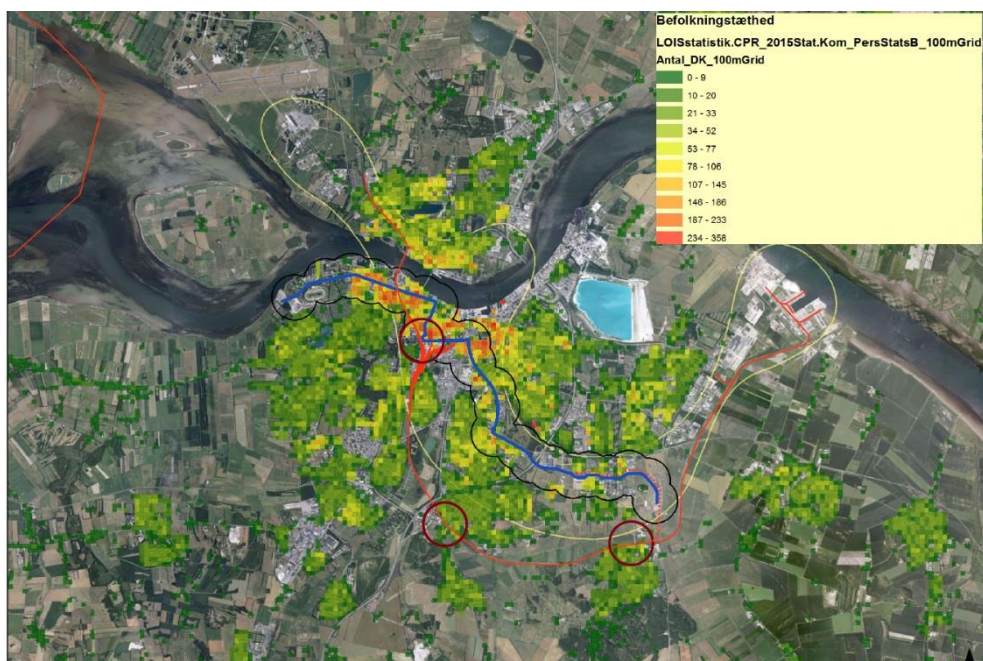 Befolkningstæthed
LOISstatistik.CPR_2015Stat.Kom_PersStatsB_100mGrid
Antal_DK_100mGrid
0 - 9
10 - 20
21 - 33
34 - 52
53 - 77
78 - 106
107 - 145
146 - 186
187 - 233
234 - 358